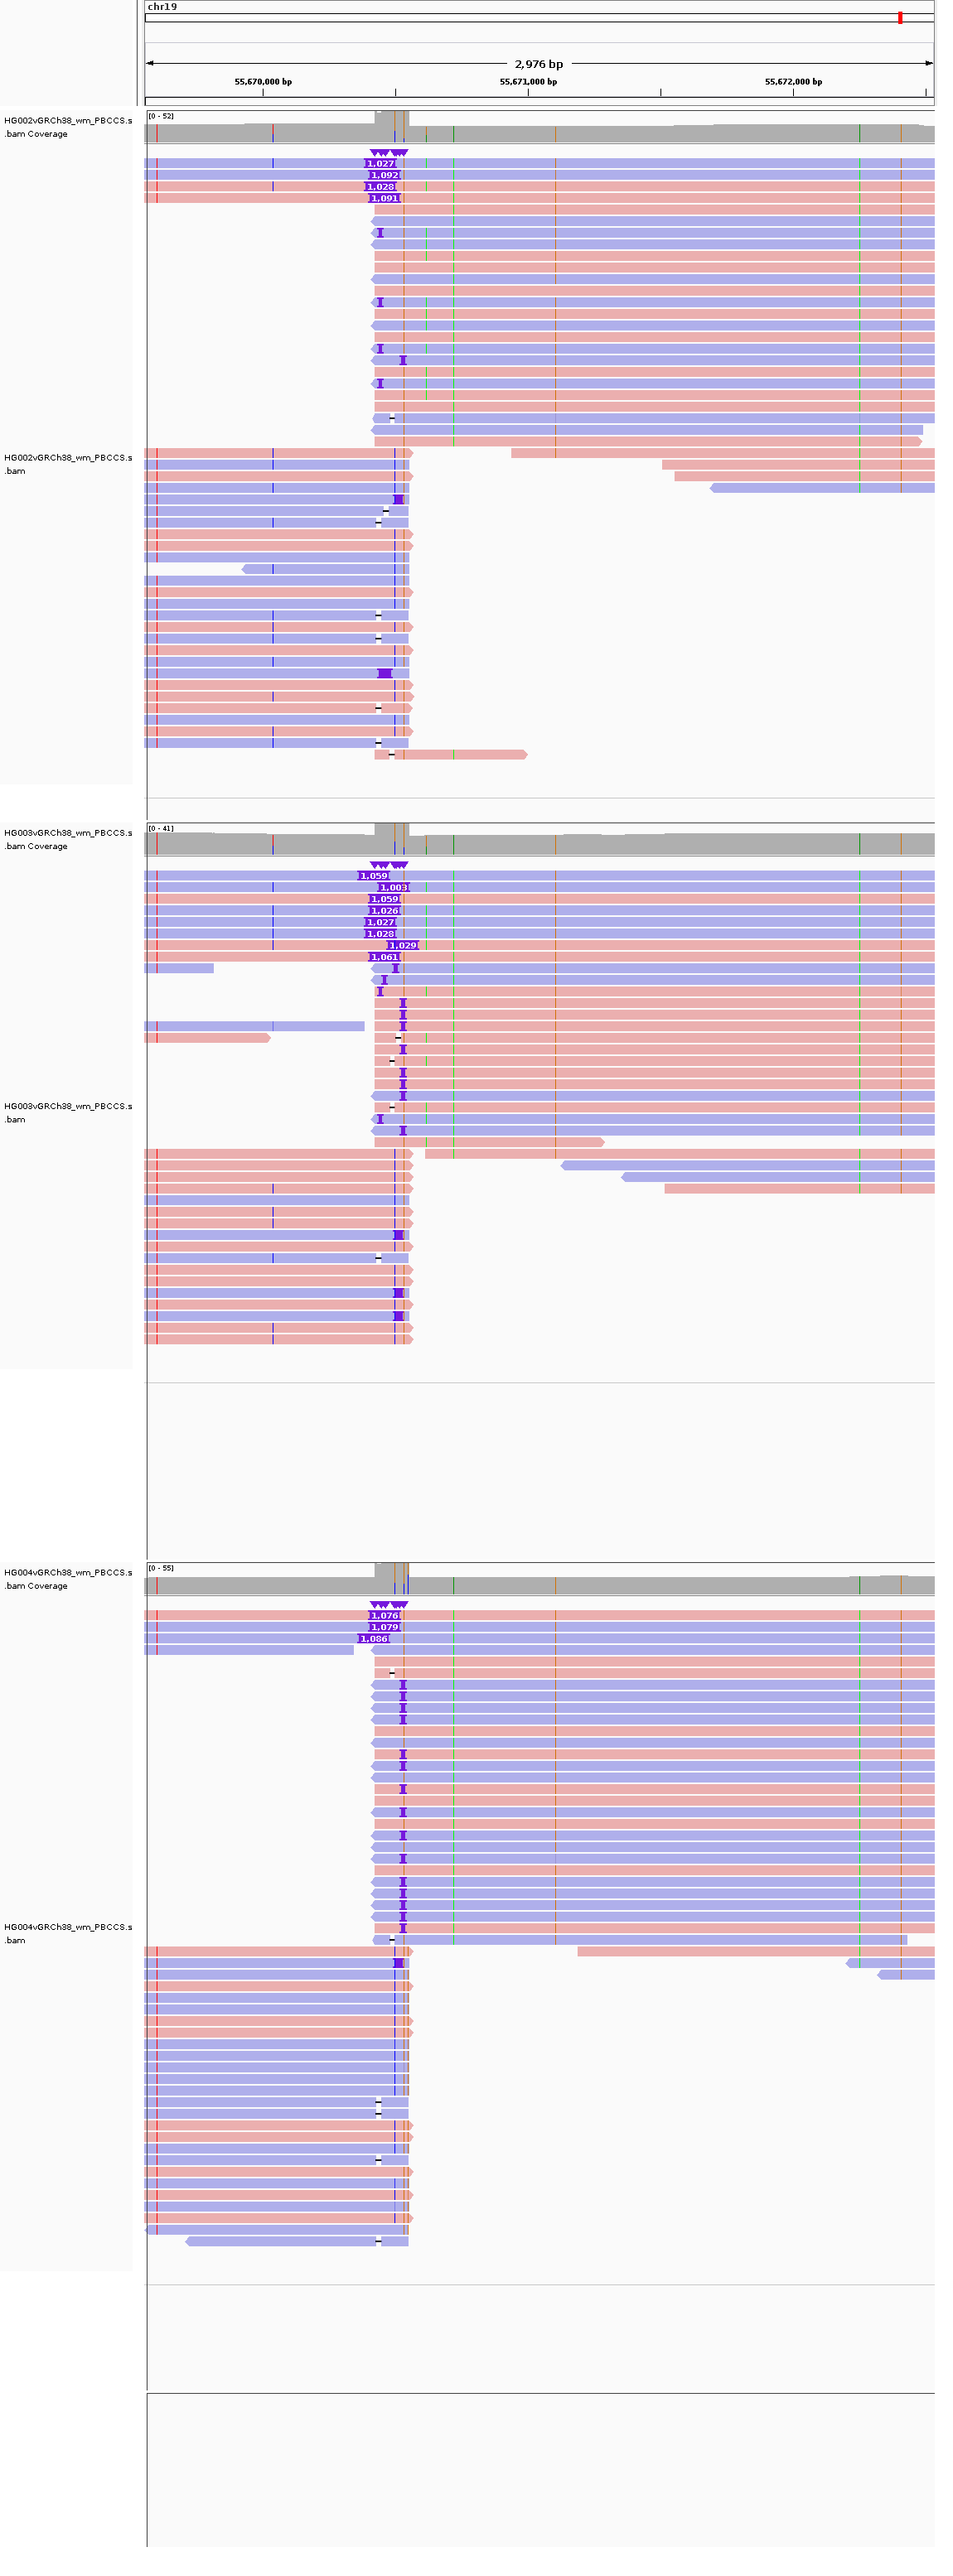 chr19
2,976 bp
55,670,000 bp 55,671,000 bp 55,672,000 bp
HG002vGRCh38_wm_PBCCS.s
.bam Coverage
[0 - 52]
1,027
1,092
1,028
1,091
HG002vGRCh38_wm_PBCCS.s
.bam
HG003vGRCh38_wm_PBCCS.s
.bam Coverage
[0 - 41]
1,059
1,003
1,059
1,026
1,027
1,028
1,029
1,061
HG003vGRCh38_wm_PBCCS.s
.bam
HG004vGRCh38_wm_PBCCS.s
.bam Coverage
[0 - 55]
1,076
1,079
1,086
HG004vGRCh38_wm_PBCCS.s
.bam